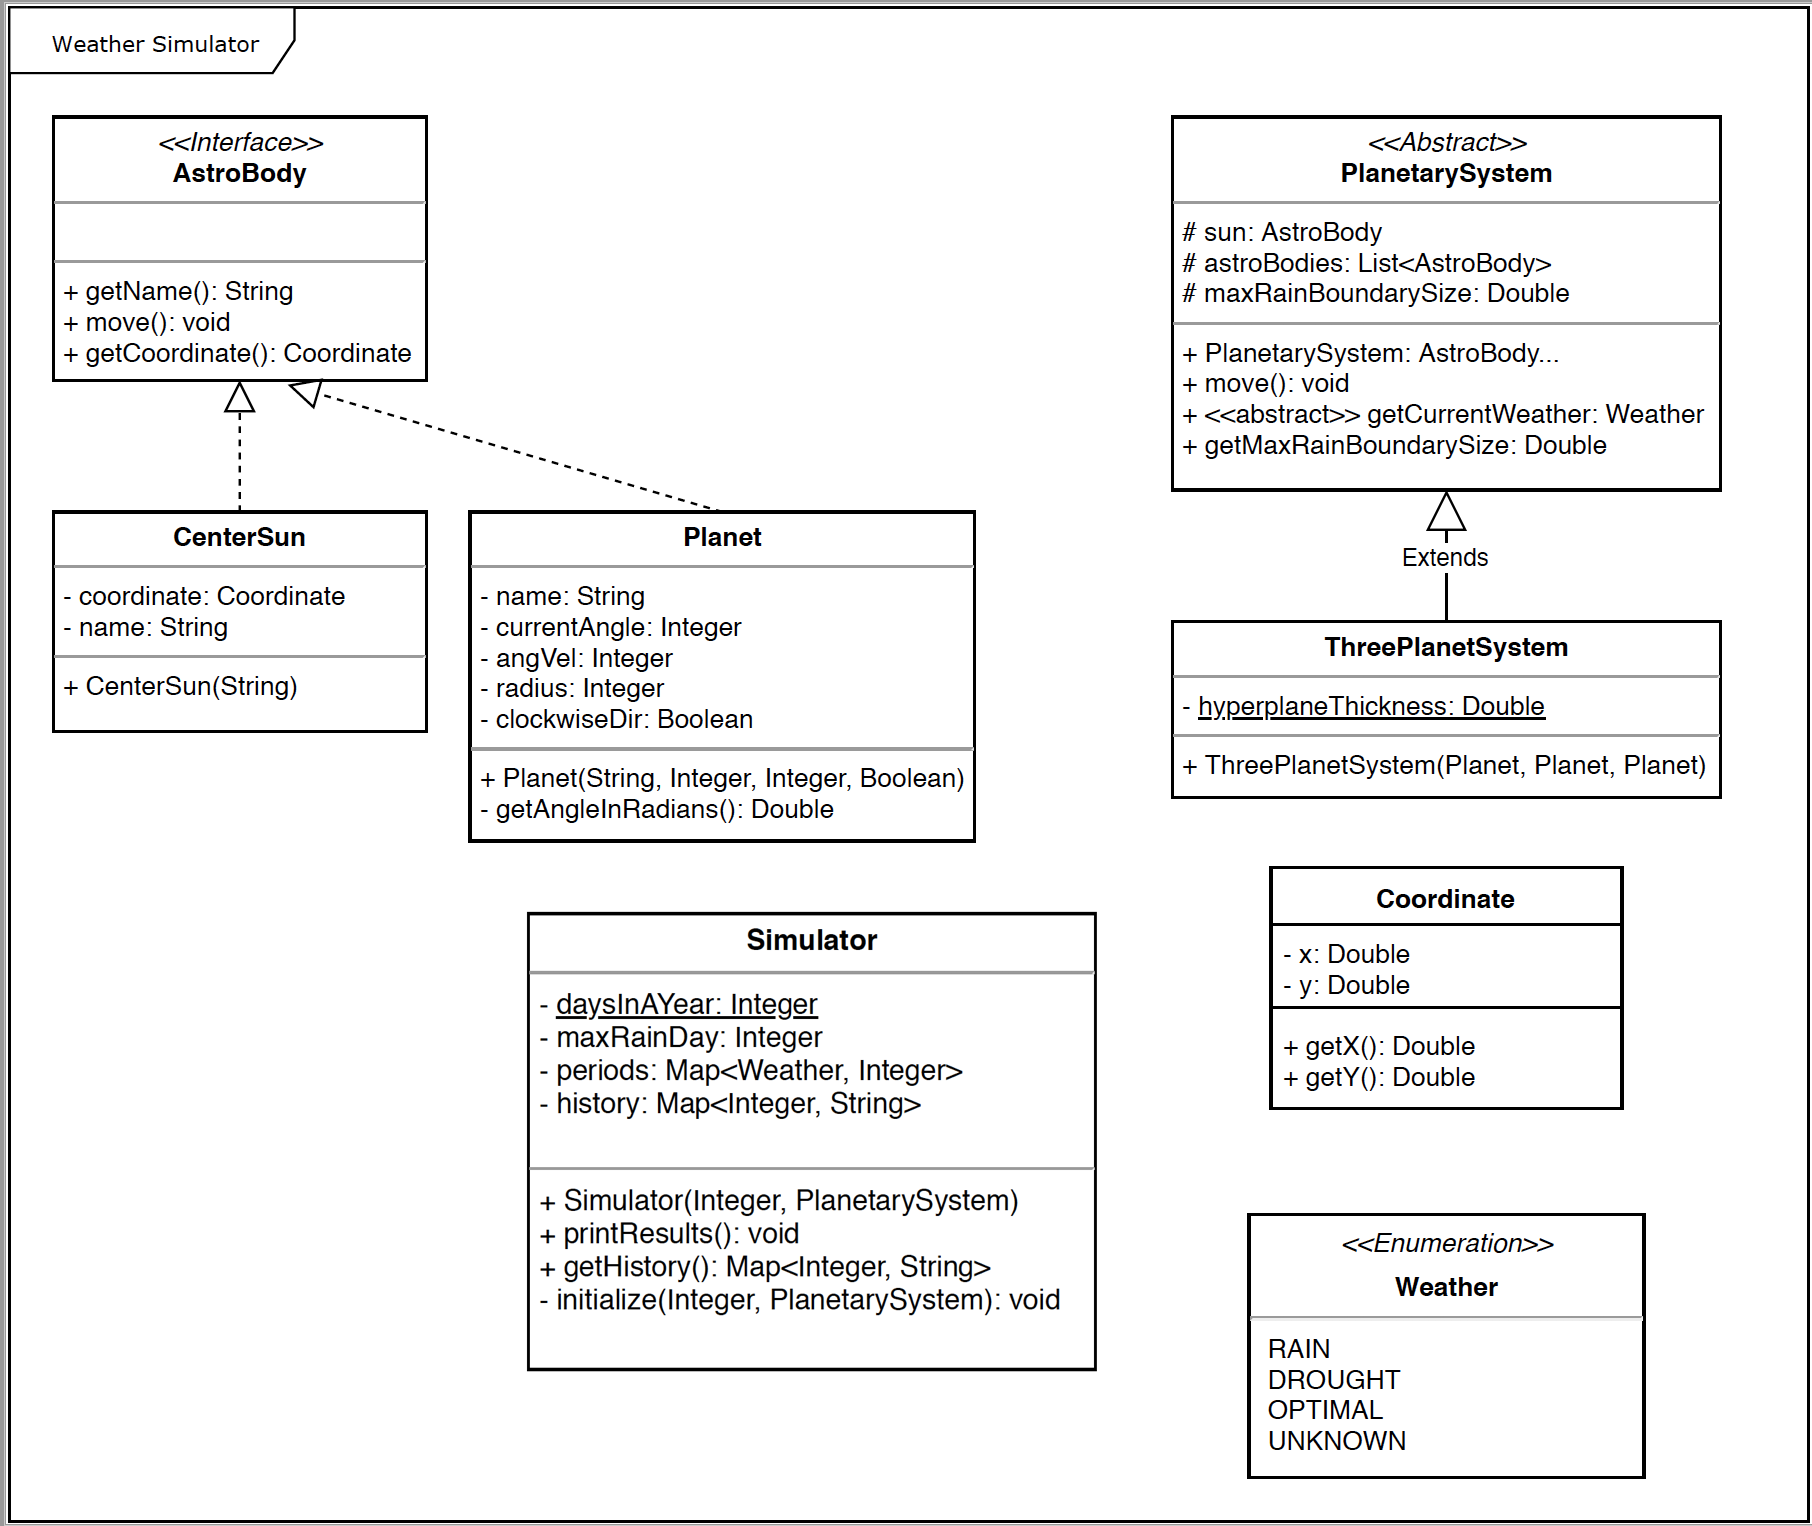 Weather Simulator
<<Interface>>
AstroBody
+ getName(): String
+ move(): void
+ getCoordinate(): Coordinate
<<Abstract>>
PlanetarySystem
# sun: AstroBody
# astroBodies: List<AstroBody>
# maxRainBoundarySize: Double
+ PlanetarySystem: AstroBody...
+ move(): void
+ <<abstract>> getCurrentWeather: Weather
+ getMaxRainBoundarySize: Double
Extends
CenterSun
- coordinate: Coordinate
- name: String
+ CenterSun(String)
Planet
- name: String
- currentAngle: Integer
- angVel: Integer
- radius: Integer
- clockwiseDir: Boolean
+ Planet(String, Integer, Integer, Boolean)
- getAngleInRadians(): Double
ThreePlanetSystem
- hyperplaneThickness: Double
+ ThreePlanetSystem(Planet, Planet, Planet)
Simulator
- daysInAYear: Integer
- maxRainDay: Integer
- periods: Map<Weather, Integer>
- history: Map<Integer, String>
+ Simulator(Integer, PlanetarySystem)
+ printResults(): void
+ getHistory(): Map<Integer, String>
- initialize(Integer, PlanetarySystem): void
Coordinate
- x: Double
- y: Double
+ getX(): Double
+ getY(): Double
<<Enumeration>>
Weather
RAIN
DROUGHT
OPTIMAL
UNKNOWN